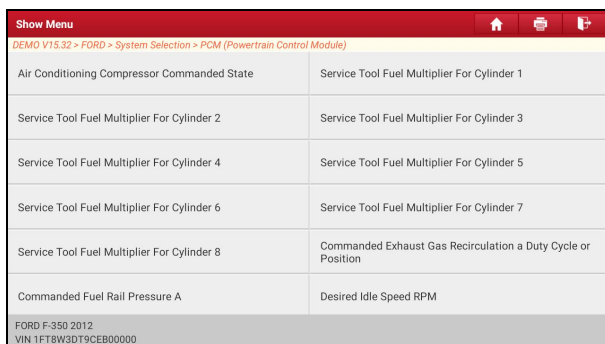 Show Menu
DEMO V15.32 > FORD > System Selection > PCM (Powertrain Control Module)
Air Conditioning Compressor Commanded State
Service Tool Fuel Multiplier For Cylinder 1
Service Tool Fuel Multiplier For Cylinder 2
Service Tool Fuel Multiplier For Cylinder 3
Service Tool Fuel Multiplier For Cylinder 4
Service Tool Fuel Multiplier For Cylinder 5
Service Tool Fuel Multiplier For Cylinder 6
Service Tool Fuel Multiplier For Cylinder 7
Service Tool Fuel Multiplier For Cylinder 8
Commanded Exhaust Gas Recirculation a Duty Cycle or
Position
Commanded Fuel Rail Pressure A
Desired Idle Speed RPM
FORD F-350 2012
VIN 1FT8W3DT9CEB00000